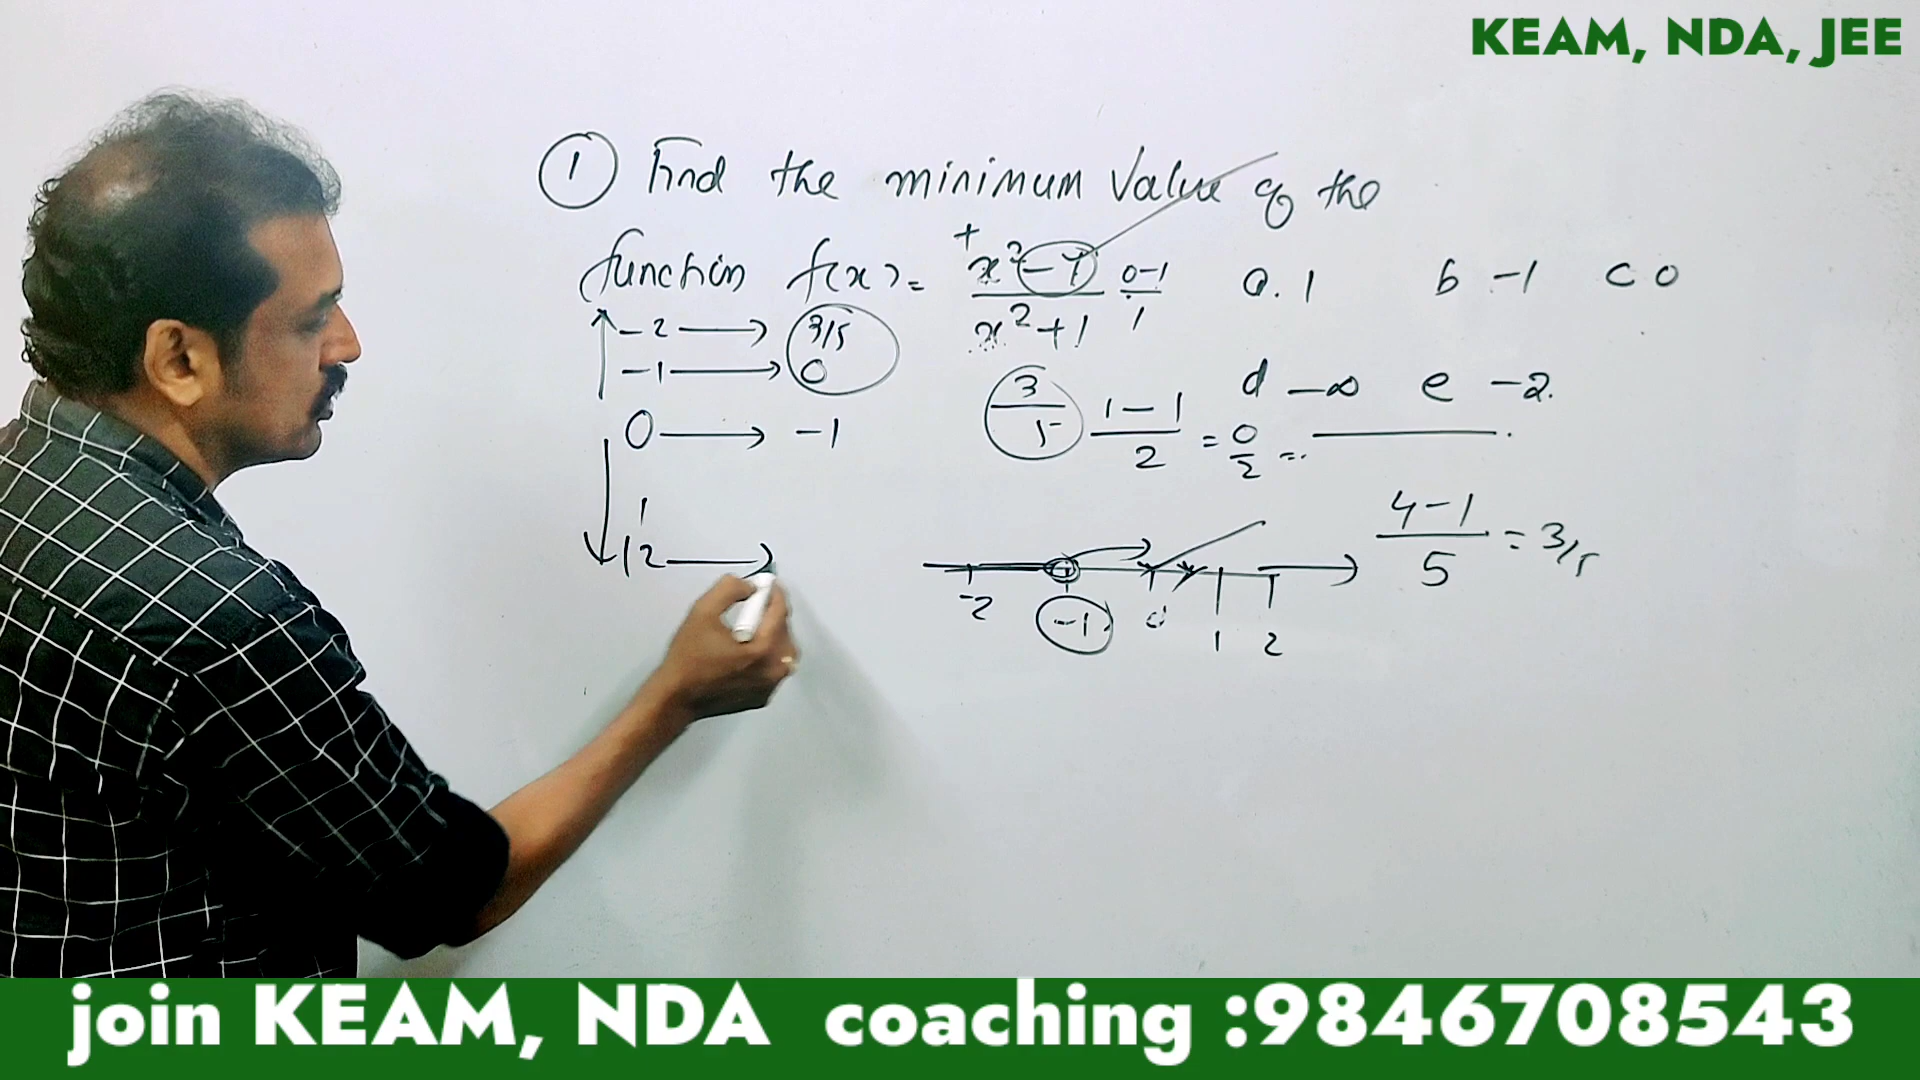 KEAM, NDA, JEE
① Find the minimum value of the
function f(x) = x² - 1 / x² + 1
+
0-1 / 1
a. 1 b -1 c 0
-2 → 3/5
-1 → 0
d -∞ e -2.
3 / 5
1-1 / 2 = 0 / 2 =
0 → -1
1
2 →
4-1 / 5 = 3/5
-2 -1 0 1 2
join KEAM, NDA coaching :9846708543